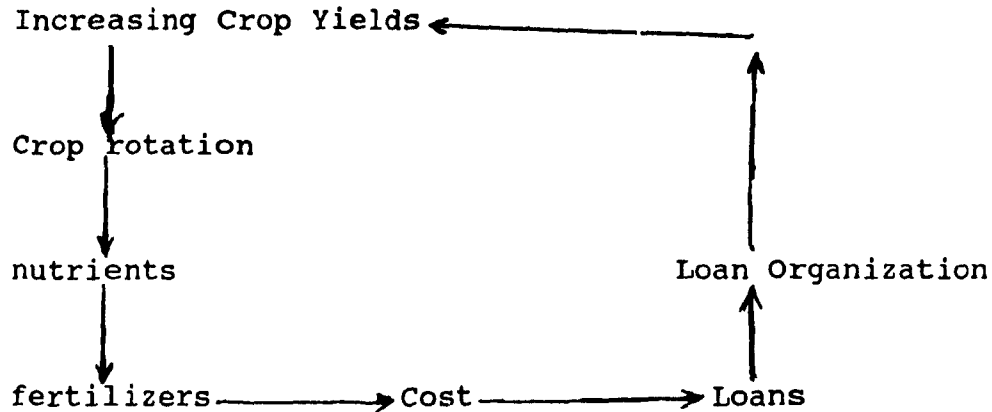 Increasing Crop Yields
Crop rotation
nutrients
Loan Organization
fertilizers
Cost
Loans